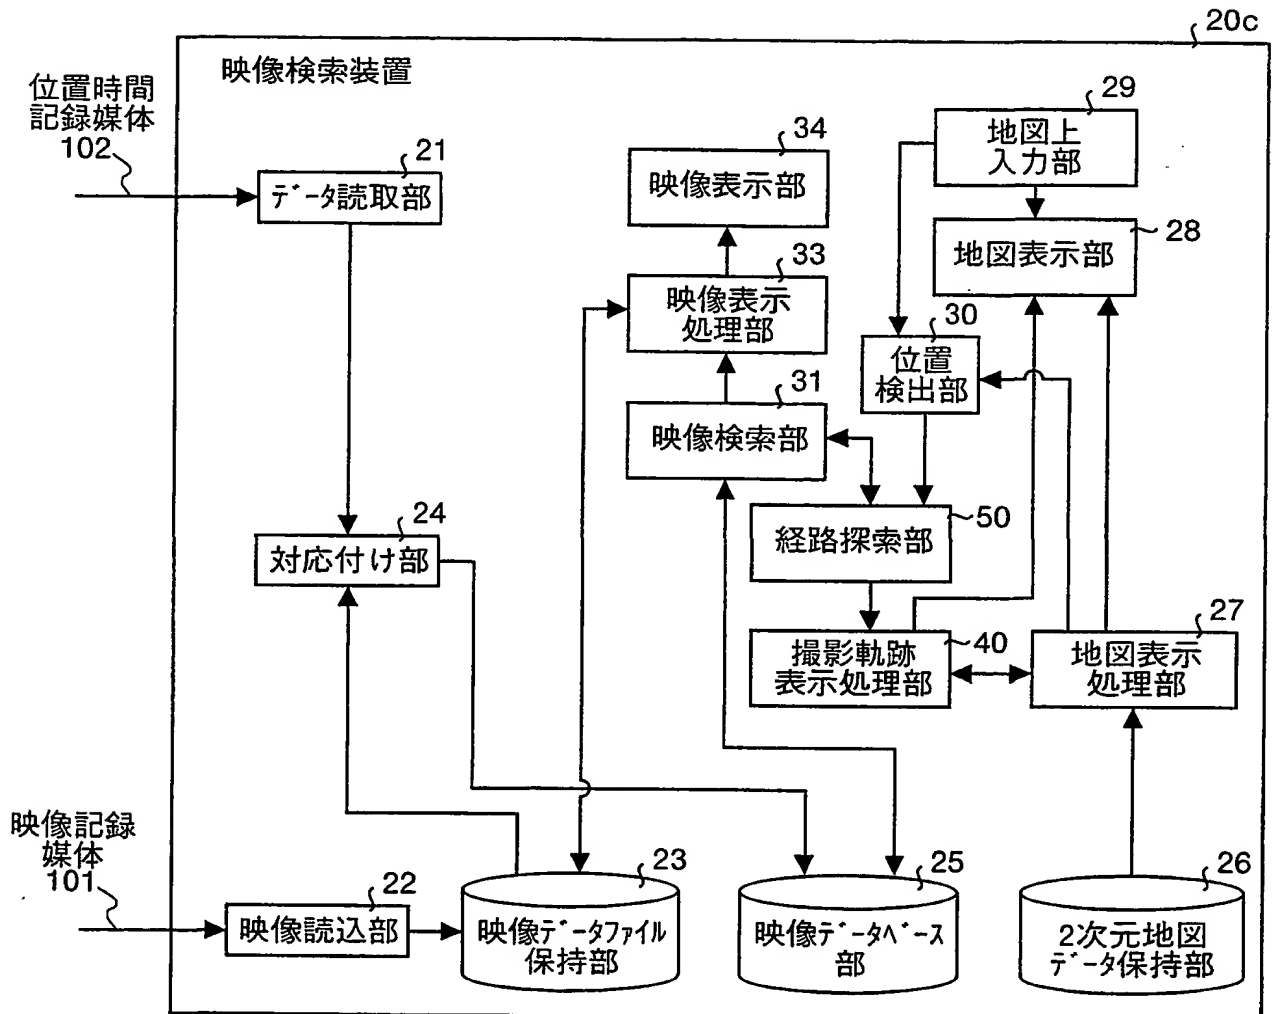 20c
映像検索装置
位置時間
記録媒体
102
21
データ読取部
34
映像表示部
29
地図上
入力部
28
地図表示部
33
映像表示
処理部
30
位置
検出部
31
映像検索部
24
対応付け部
50
経路探索部
40
撮影軌跡
表示処理部
27
地図表示
処理部
映像記録
媒体
101
22
映像読込部
23
映像データファイル
保持部
25
映像データベース
部
26
2次元地図
データ保持部